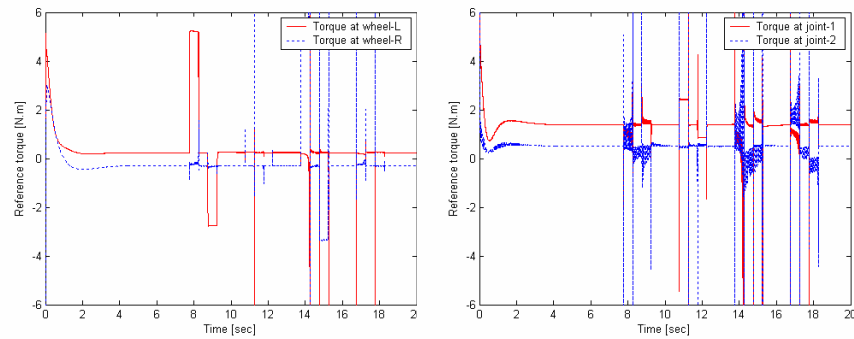 6
Torque at wheel-L
Torque at wheel-R
4
2
0
-2
-4
-6
Reference torque [N.m]
0 2 4 6 8 10 12 14 16 18 20
Time [sec]
6
Torque at joint-1
Torque at joint-2
4
2
0
-2
-4
-6
Reference torque [N.m]
0 2 4 6 8 10 12 14 16 18 20
Time [sec]